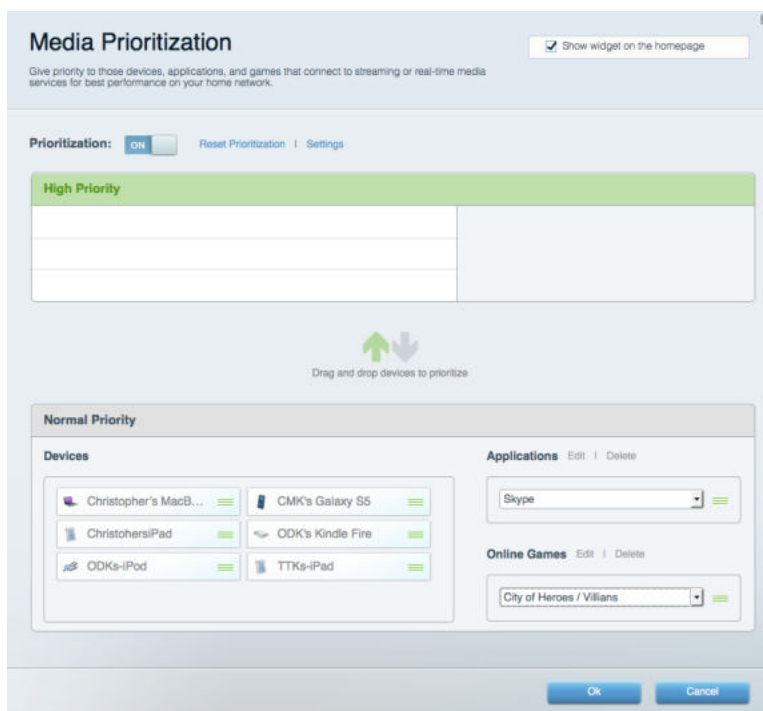 Media Prioritization
Show widget on the homepage
Give priority to those devices, applications, and games that connect to streaming or real-time media
services for best performance on your home network.
Prioritization: ON Reset Prioritization | Settings
High Priority
Drag and drop devices to prioritize
Normal Priority
Devices
Christopher's MacB...
CMK's Galaxy S5
ChristohersiPad
ODK's Kindle Fire
ODKs-iPod
TTKs-iPad
Applications Edit | Delete
Skype
Online Games Edit | Delete
City of Heroes / Villians
Ok
Cancel